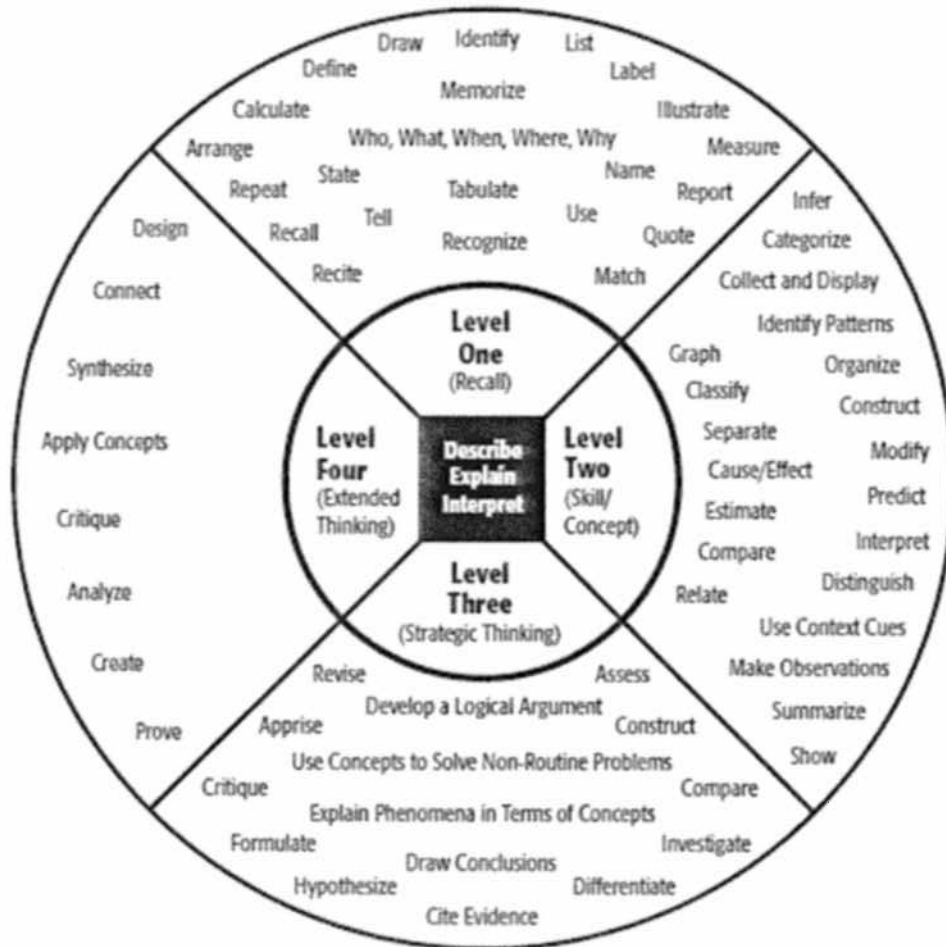 Draw
Identify
List
Define
Label
Memorize
Calculate
Illustrate
Who, What, When, Where, Why
Arrange
Measure
State
Name
Repeat
Tabulate
Report
Tell
Use
Recall
Recognize
Quote
Recite
Match
Level
One
(Recall)
Infer
Categorize
Collect and Display
Identify Patterns
Graph
Organize
Classify
Construct
Separate
Modify
Cause/Effect
Predict
Estimate
Interpret
Compare
Distinguish
Relate
Use Context Cues
Make Observations
Summarize
Show
Level
Two
(Skill/
Concept)
Describe
Explain
Interpret
Level
Three
(Strategic Thinking)
Revise
Assess
Develop a Logical Argument
Apprise
Construct
Use Concepts to Solve Non-Routine Problems
Critique
Compare
Explain Phenomena in Terms of Concepts
Formulate
Investigate
Draw Conclusions
Hypothesize
Differentiate
Cite Evidence
Level
Four
(Extended
Thinking)
Design
Connect
Synthesize
Apply Concepts
Critique
Analyze
Create
Prove